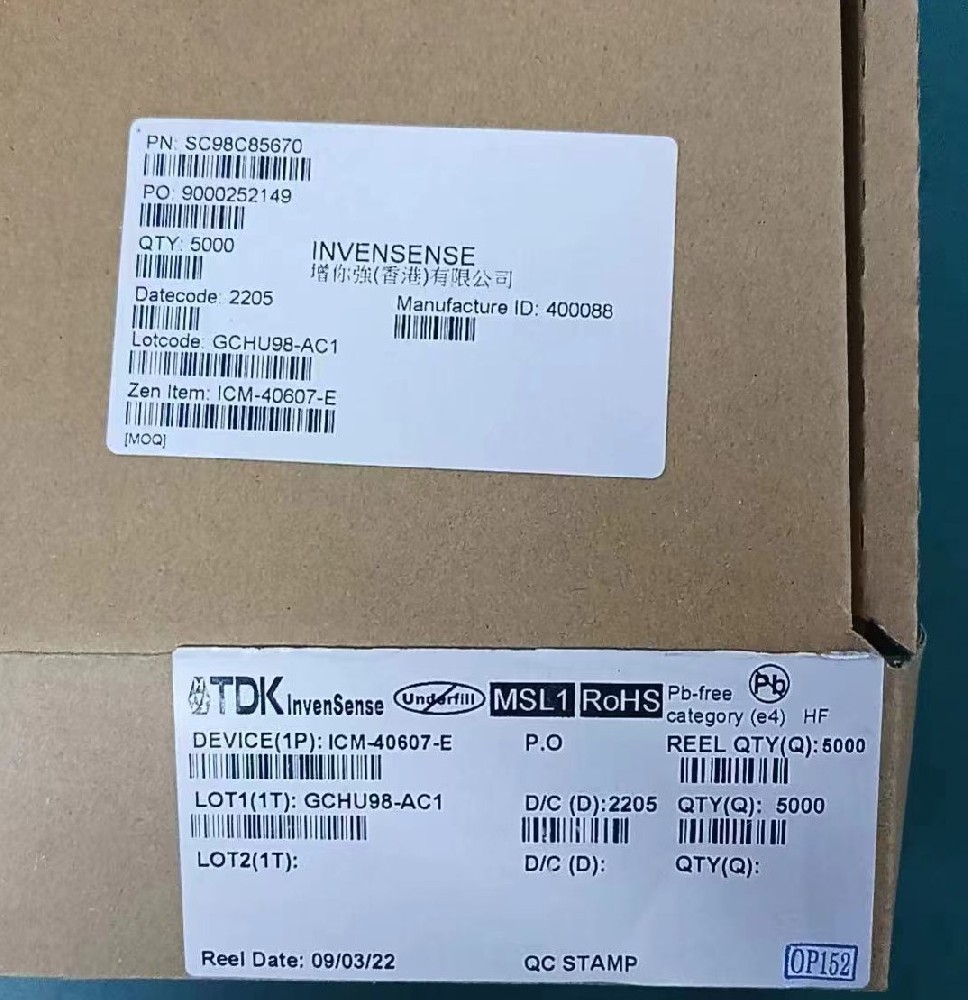 PN: SC98C85670
PO: 9000252149
QTY: 5000
INVENSENSE
增你強(香港)有限公司
Datecode: 2205
Manufacture ID: 400088
Lotcode: GCHU98-AC1
Zen Item: ICM-40607-E
[MOQ]
TDK InvenSense Underfill MSL1 RoHS Pb-free Pb
category (e4) HF
DEVICE(1P): ICM-40607-E P.O REEL QTY(Q):5000
LOT1(1T): GCHU98-AC1 D/C (D):2205 QTY(Q): 5000
LOT2(1T): D/C (D): QTY(Q):
Reel Date: 09/03/22 QC STAMP OP152